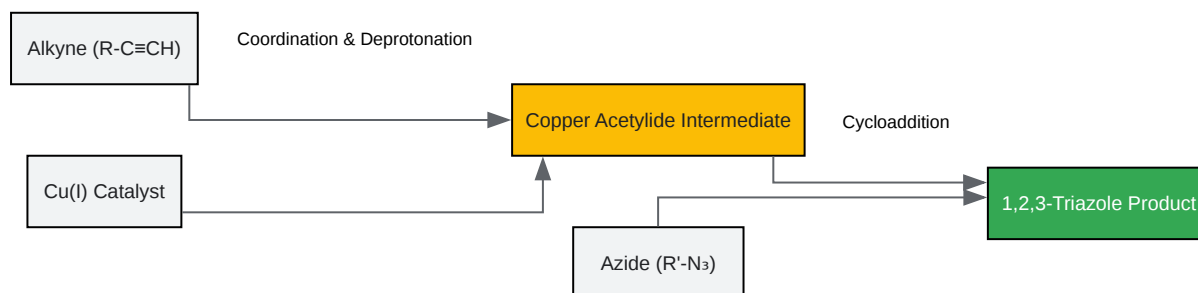 Alkyne (R-C≡CH)
Coordination & Deprotonation
Copper Acetylide Intermediate
Cycloaddition
Cu(I) Catalyst
1,2,3-Triazole Product
Azide (R'-N₃)